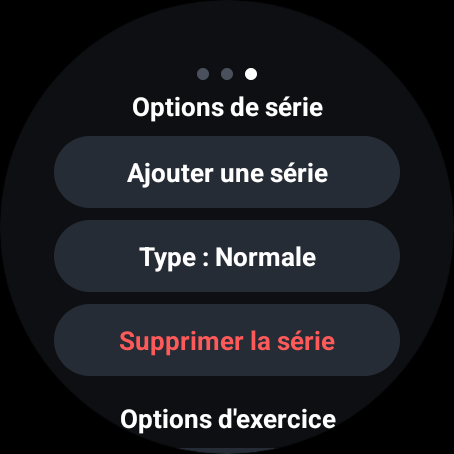 Options de série
Ajouter une série
Type : Normale
Supprimer la série
Options d'exercice